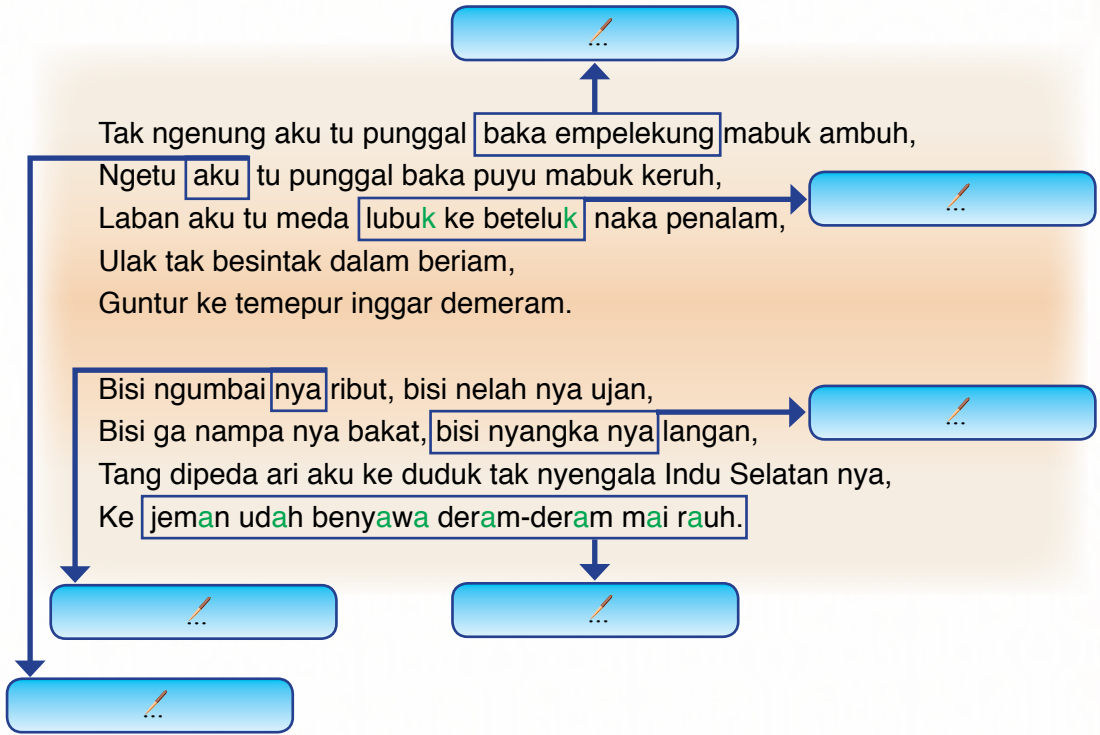 ...
Tak ngenung aku tu punggal baka empelekung mabuk ambuh,
Ngetu aku tu punggal baka puyu mabuk keruh,
...
Laban aku tu meda lubuk ke beteluk naka penalam,
Ulak tak besintak dalam beriam,
Guntur ke temepur inggar demeram.
Bisi ngumbai nya ribut, bisi nelah nya ujan,
...
Bisi ga nampa nya bakat, bisi nyangka nya langan,
Tang dipeda ari aku ke duduk tak nyengala Indu Selatan nya,
Ke jeman udah benyawa deram-deram mai rauh.
...
...
...